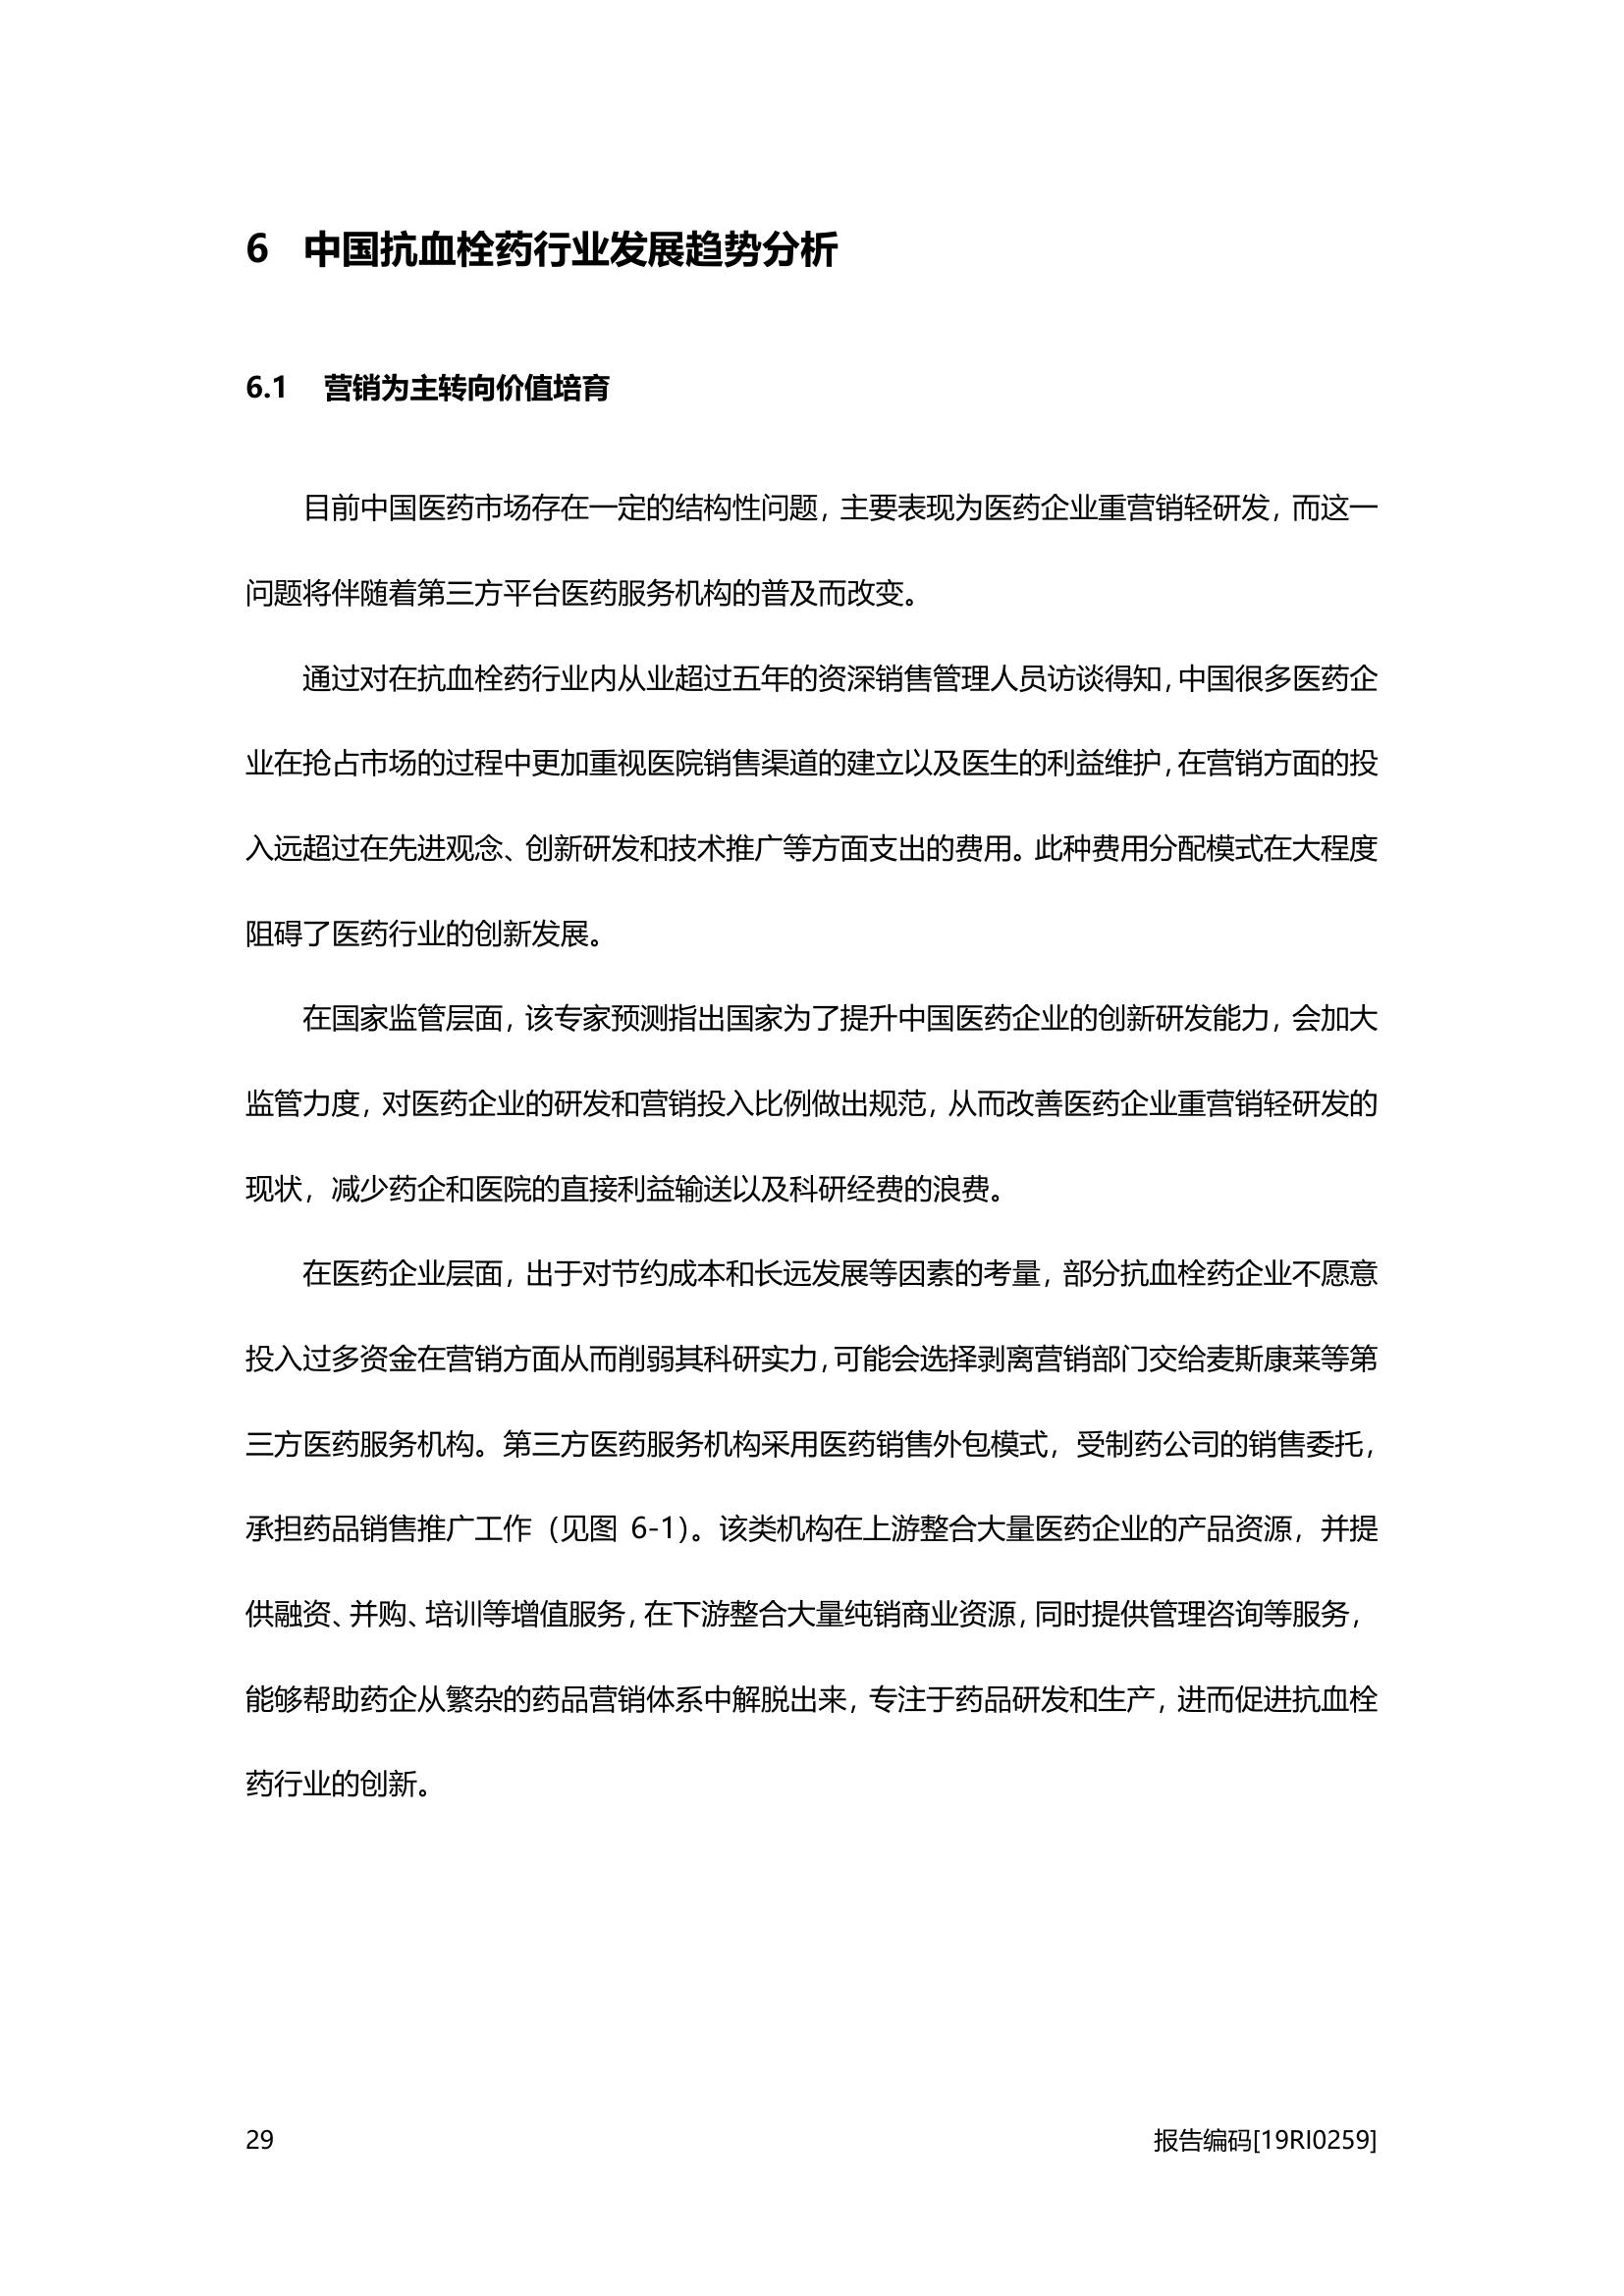 6 中国抗血栓药行业发展趋势分析
6.1 营销为主转向价值培育
目前中国医药市场存在一定的结构性问题，主要表现为医药企业重营销轻研发，而这一
问题将伴随着第三方平台医药服务机构的普及而改变。
通过对在抗血栓药行业内从业超过五年的资深销售管理人员访谈得知，中国很多医药企
业在抢占市场的过程中更加重视医院销售渠道的建立以及医生的利益维护，在营销方面的投
入远超过在先进观念、创新研发和技术推广等方面支出的费用。此种费用分配模式在大程度
阻碍了医药行业的创新发展。
在国家监管层面，该专家预测指出国家为了提升中国医药企业的创新研发能力，会加大
监管力度，对医药企业的研发和营销投入比例做出规范，从而改善医药企业重营销轻研发的
现状，减少药企和医院的直接利益输送以及科研经费的浪费。
在医药企业层面，出于对节约成本和长远发展等因素的考量，部分抗血栓药企业不愿意
投入过多资金在营销方面从而削弱其科研实力，可能会选择剥离营销部门交给麦斯康莱等第
三方医药服务机构。第三方医药服务机构采用医药销售外包模式，受制药公司的销售委托，
承担药品销售推广工作（见图 6-1）。该类机构在上游整合大量医药企业的产品资源，并提
供融资、并购、培训等增值服务，在下游整合大量纯销商业资源，同时提供管理咨询等服务，
能够帮助药企从繁杂的药品营销体系中解脱出来，专注于药品研发和生产，进而促进抗血栓
药行业的创新。
29 报告编码[19RI0259]